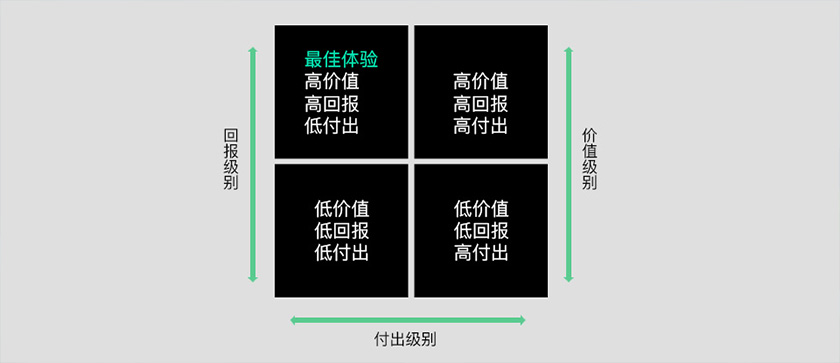 最佳体验
高价值
高回报
低付出
高价值
高回报
高付出
回报级别
价值级别
低价值
低回报
低付出
低价值
低回报
高付出
付出级别